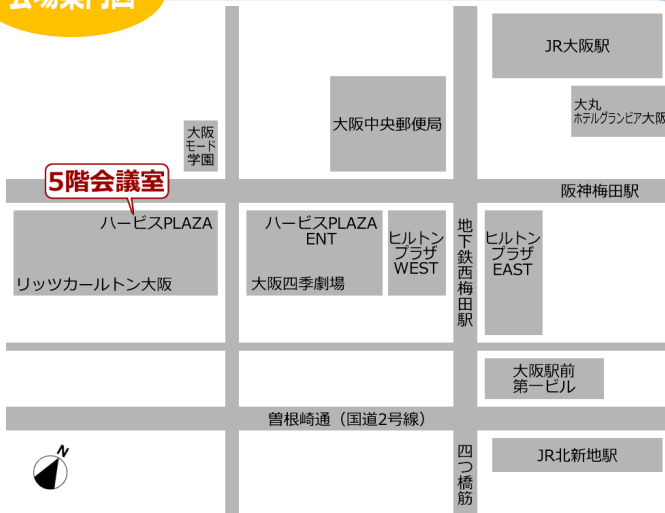 会場案内図
JR大阪駅
大丸
ホテルグランビア大阪
大阪中央郵便局
大阪
モード
学園
5階会議室
阪神梅田駅
ハービスPLAZA
リッツカールトン大阪
ハービスPLAZA
ENT
大阪四季劇場
ヒルトン
プラザ
WEST
地下鉄西梅田駅
ヒルトン
プラザ
EAST
大阪駅前
第一ビル
曽根崎通（国道2号線）
四つ橋筋
JR北新地駅
N